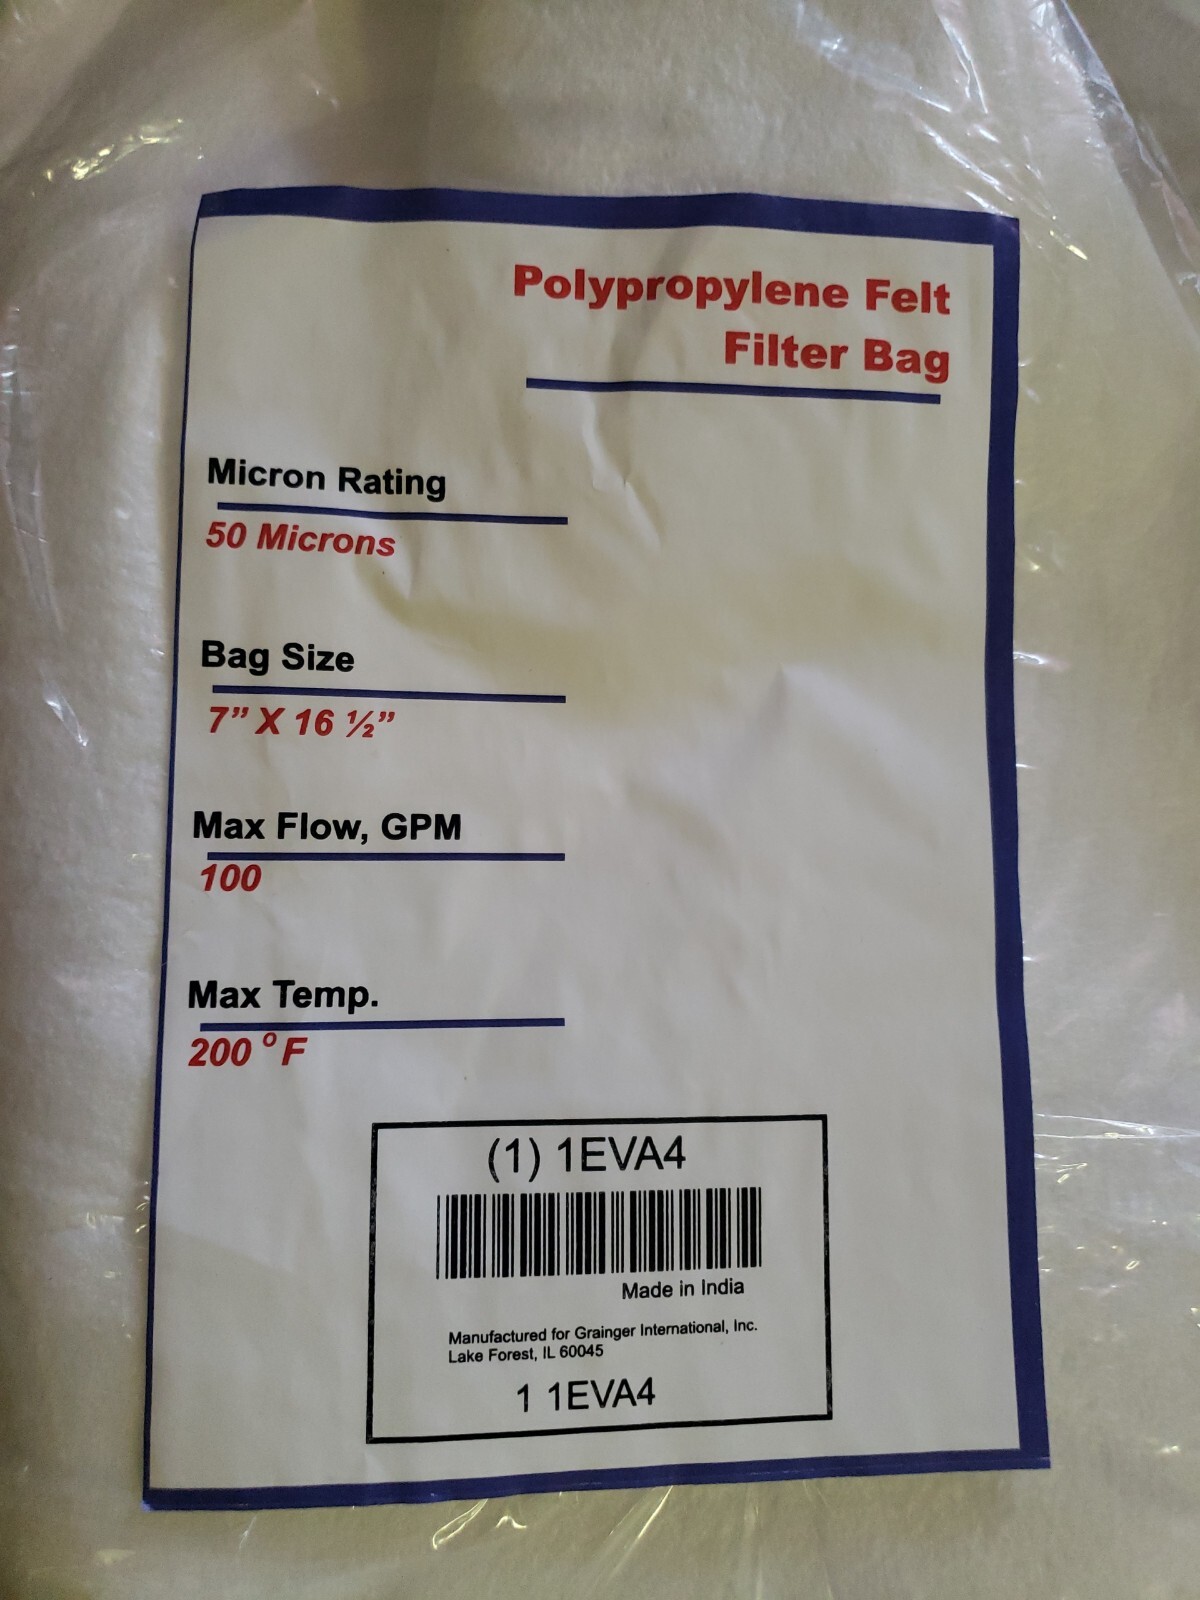 Polypropylene Felt
Filter Bag
Micron Rating
50 Microns
Bag Size
7” X 16 ½”
Max Flow, GPM
100
Max Temp.
200 ° F
(1) 1EVA4
Made in India
Manufactured for Grainger International, Inc.
Lake Forest, IL 60045
1 1EVA4